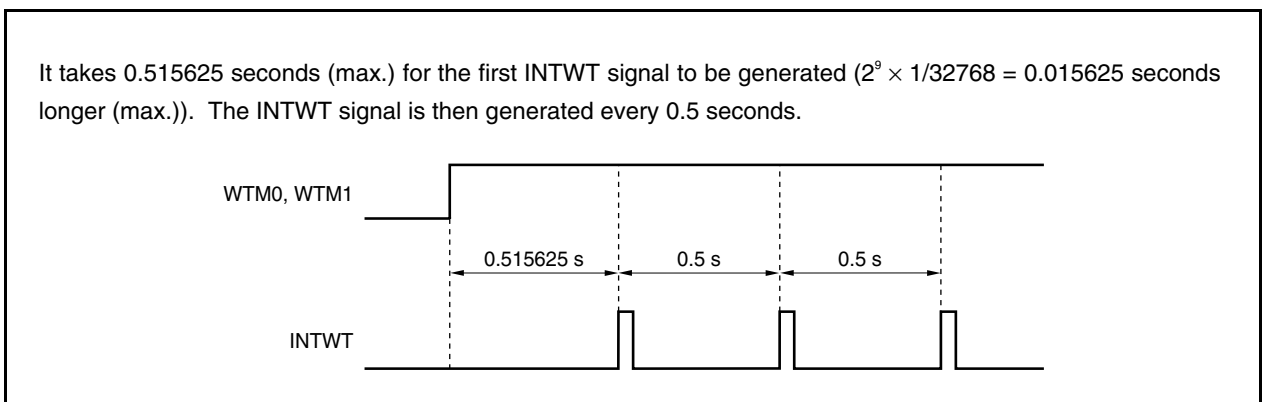 It takes 0.515625 seconds (max.) for the first INTWT signal to be generated (2⁹ × 1/32768 = 0.015625 seconds
longer (max.)).  The INTWT signal is then generated every 0.5 seconds.
WTM0, WTM1
0.515625 s
0.5 s
0.5 s
INTWT